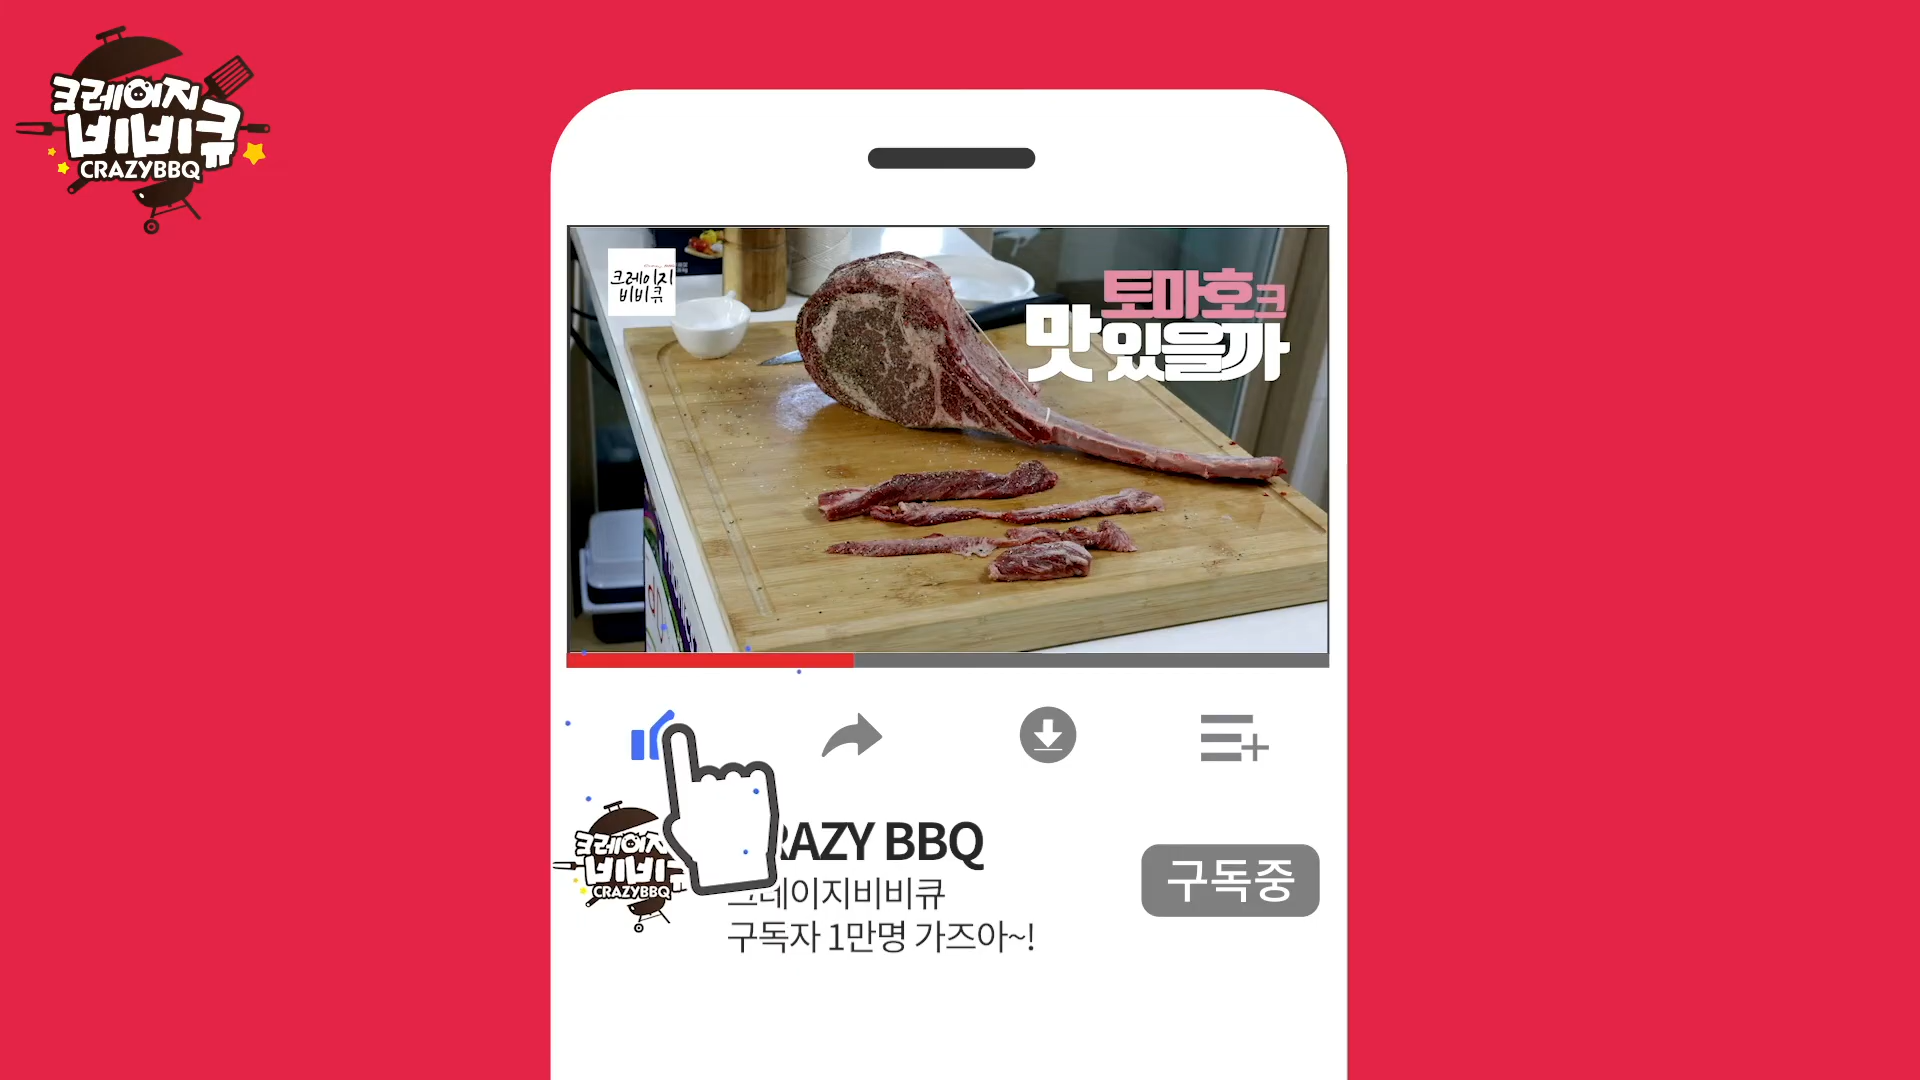 크레이지
비비큐
CRAZYBBQ
크레이지
비비큐
토마호크
맛있을까
크레이지
비비큐
CRAZYBBQ
RAZY BBQ
크레이지비비큐
구독자 1만명 가즈아~!
구독중